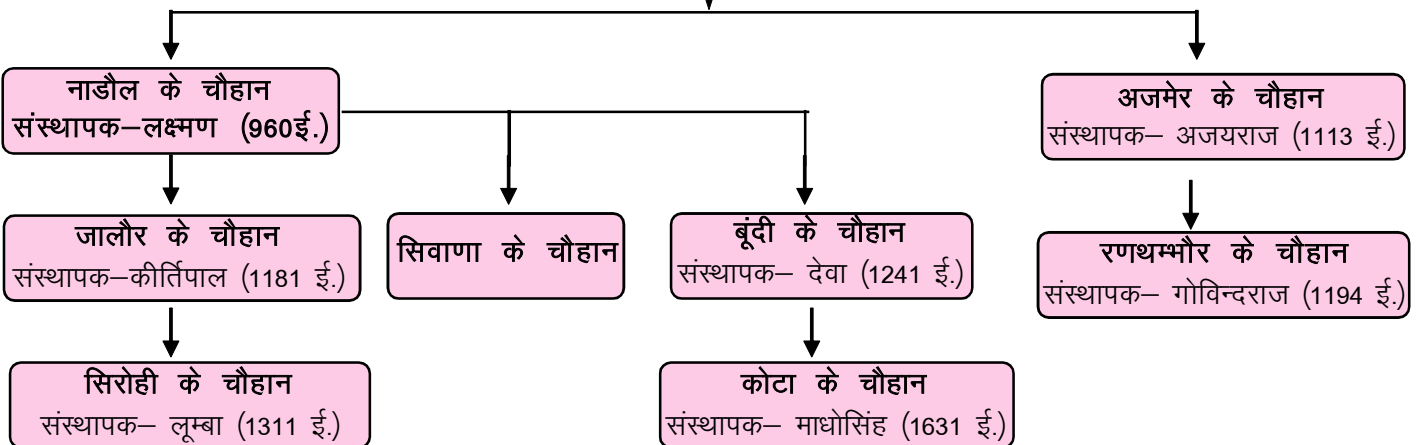 नाडौल के चौहान
संस्थापक–लक्ष्मण (960ई.)
अजमेर के चौहान
संस्थापक– अजयराज (1113 ई.)
जालौर के चौहान
संस्थापक–कीर्तिपाल (1181 ई.)
सिवाणा के चौहान
बूंदी के चौहान
संस्थापक– देवा (1241 ई.)
रणथम्भौर के चौहान
संस्थापक– गोविन्दराज (1194 ई.)
सिरोही के चौहान
संस्थापक– लूम्बा (1311 ई.)
कोटा के चौहान
संस्थापक– माधोसिंह (1631 ई.)